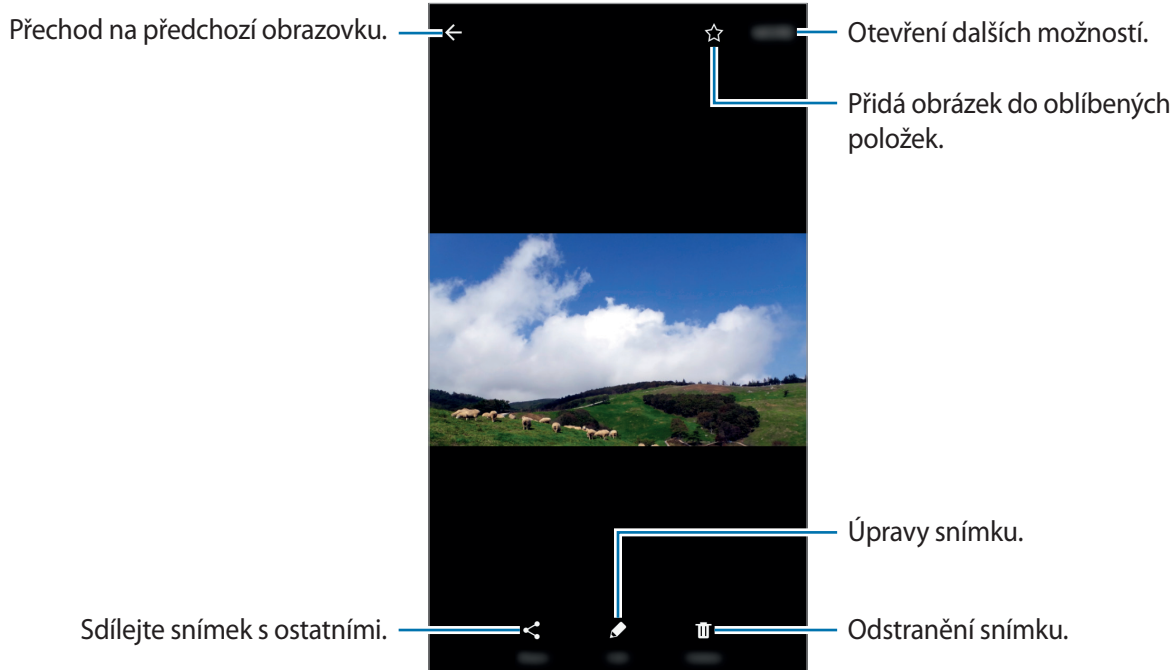 Přechod na předchozí obrazovku.
Otevření dalších možností.
Přidá obrázek do oblíbených
položek.
Úpravy snímku.
Sdílejte snímek s ostatními.
Odstranění snímku.